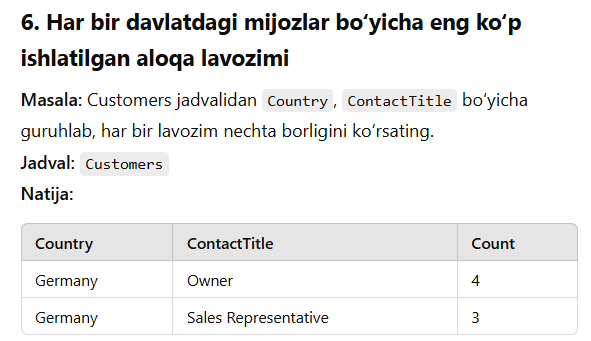 6. Har bir davlatdagi mijozlar bo‘yicha eng ko‘p
ishlatilgan aloqa lavozimi
Masala: Customers jadvalidan Country, ContactTitle bo‘yicha
guruhlab, har bir lavozim nechta borligini ko‘rsating.
Jadval: Customers
Natija:
Country ContactTitle Count
Germany Owner 4
Germany Sales Representative 3